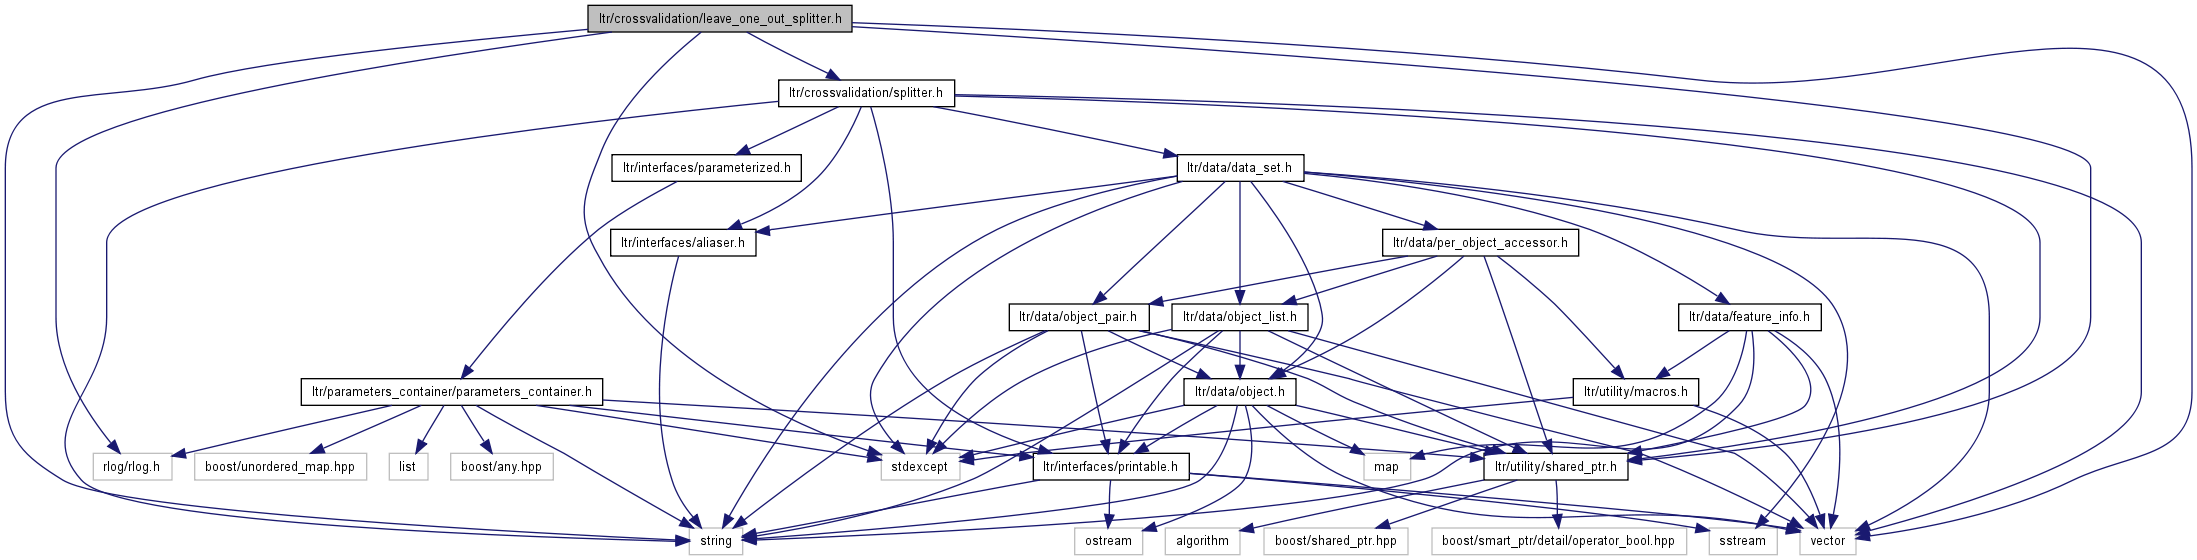 ltr/crossvalidation/leave_one_out_splitter.h
ltr/crossvalidation/splitter.h
ltr/interfaces/parameterized.h
ltr/data/data_set.h
ltr/interfaces/aliaser.h
ltr/data/per_object_accessor.h
ltr/data/object_pair.h
ltr/data/object_list.h
ltr/data/feature_info.h
ltr/parameters_container/parameters_container.h
ltr/data/object.h
ltr/utility/macros.h
rlog/rlog.h
boost/unordered_map.hpp
list
boost/any.hpp
stdexcept
ltr/interfaces/printable.h
map
ltr/utility/shared_ptr.h
string
ostream
algorithm
boost/shared_ptr.hpp
boost/smart_ptr/detail/operator_bool.hpp
sstream
vector